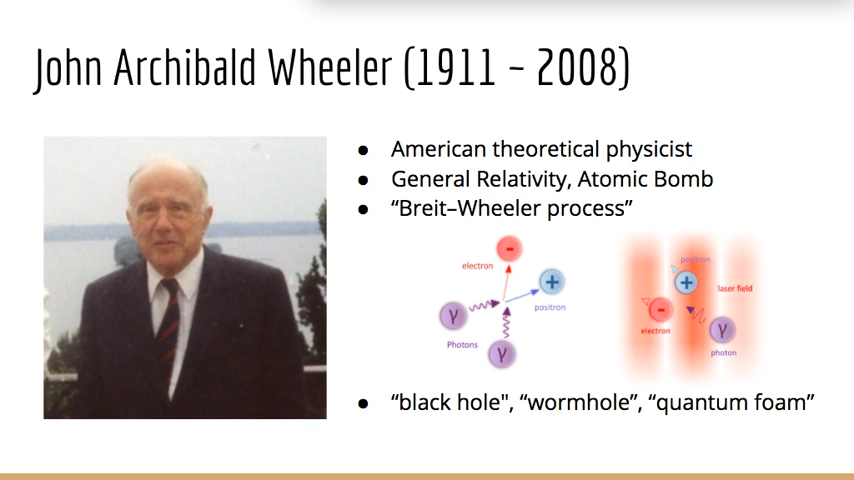 John Archibald Wheeler (1911 – 2008)
● American theoretical physicist
● General Relativity, Atomic Bomb
● “Breit–Wheeler process”
-
electron
+
positron
γ
Photons
γ
positron
+
laser field
-
electron
γ
photon
● “black hole", “wormhole”, “quantum foam”